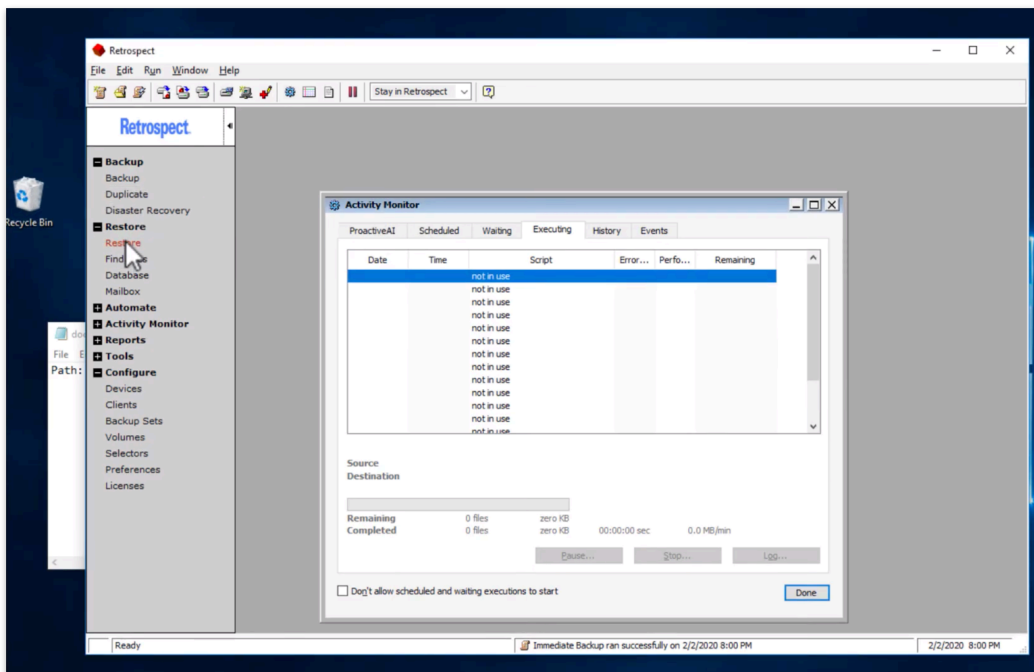 Retrospect
File Edit Run Window Help
Stay in Retrospect
Retrospect
Backup
Backup
Duplicate
Disaster Recovery
Restore
Restore
Database
Mailbox
Automate
Activity Monitor
Reports
Tools
Configure
Devices
Clients
Backup Sets
Volumes
Selectors
Preferences
Licenses
Recycle Bin
File
Path:
Activity Monitor
ProactiveAI Scheduled Waiting Executing History Events
Date Time Script Error... Perfo... Remaining
not in use
not in use
not in use
not in use
not in use
not in use
not in use
not in use
not in use
not in use
not in use
not in use
not in use
Source
Destination
Remaining 0 files zero KB
Completed 0 files zero KB 00:00:00 sec 0.0 MB/min
Pause... Stop... Log...
Don't allow scheduled and waiting executions to start
Done
Ready
Immediate Backup ran successfully on 2/2/2020 8:00 PM
2/2/2020 8:00 PM